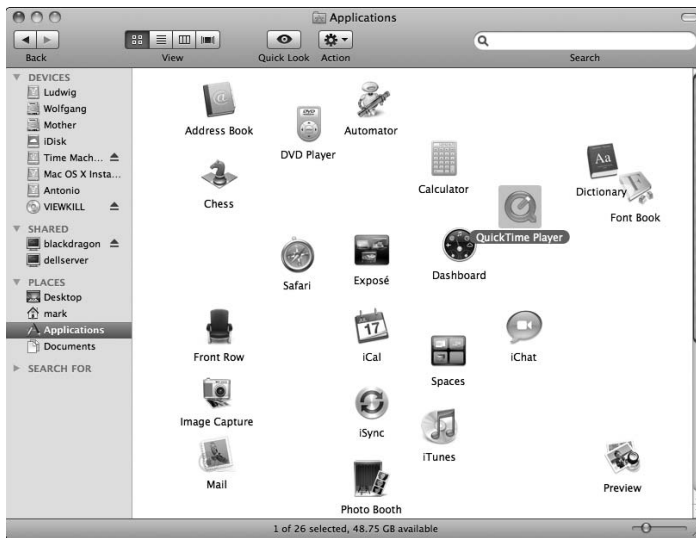 Applications
Back
View
Quick Look
Action
Search
DEVICES
Ludwig
Wolfgang
Mother
iDisk
Time Mach...
Mac OS X Insta...
Antonio
VIEWKILL
SHARED
blackdragon
dellserver
PLACES
Desktop
mark
Applications
Documents
SEARCH FOR
Address Book
DVD
DVD Player
Automator
Calculator
Aa
Dictionary
Font Book
Chess
QuickTime Player
Safari
Exposé
Dashboard
Front Row
17
iCal
Spaces
iChat
Image Capture
iSync
iTunes
Mail
Photo Booth
Preview
1 of 26 selected, 48.75 GB available